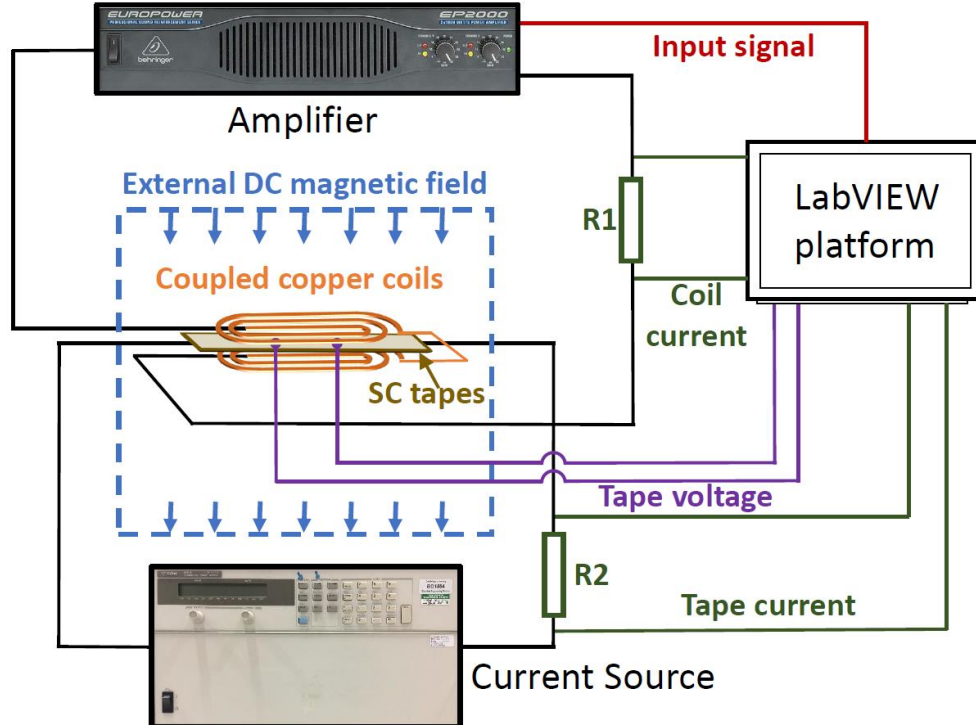 EUROPOWER
EP2000
behringer
Input signal
Amplifier
External DC magnetic field
LabVIEW
platform
R1
Coupled copper coils
Coil
current
SC tapes
Tape voltage
R2
Tape current
Current Source